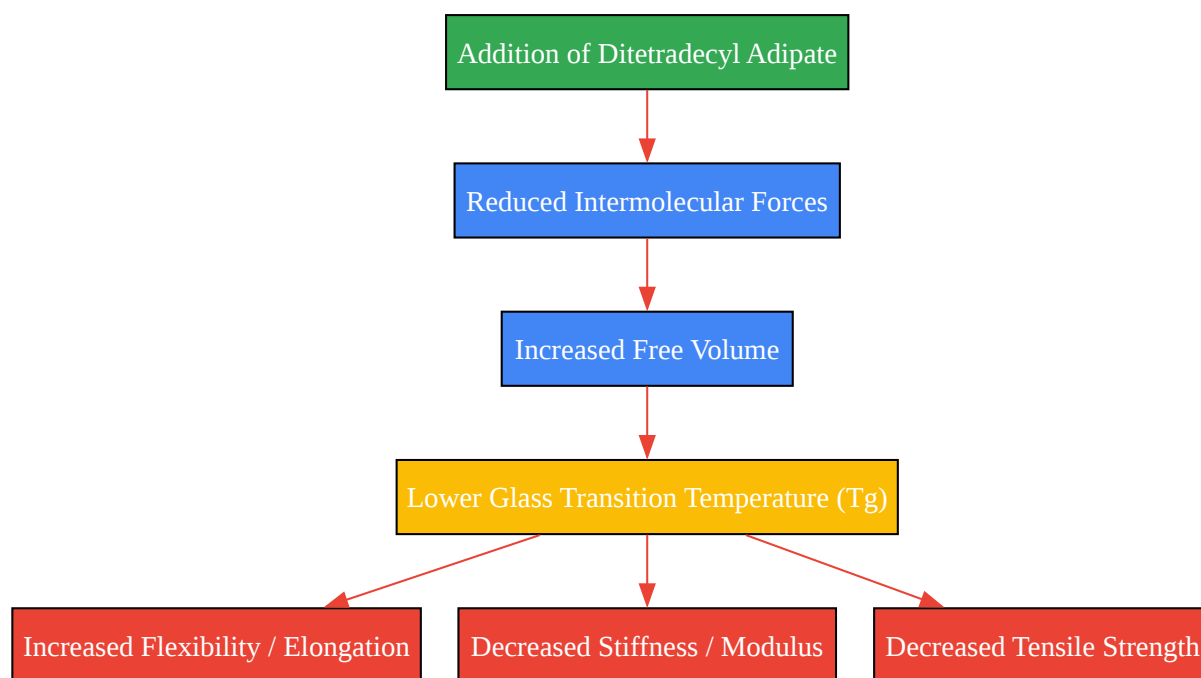 Addition of Ditetradecyl Adipate
Reduced Intermolecular Forces
Increased Free Volume
Lower Glass Transition Temperature (Tg)
Increased Flexibility / Elongation
Decreased Stiffness / Modulus
Decreased Tensile Strength